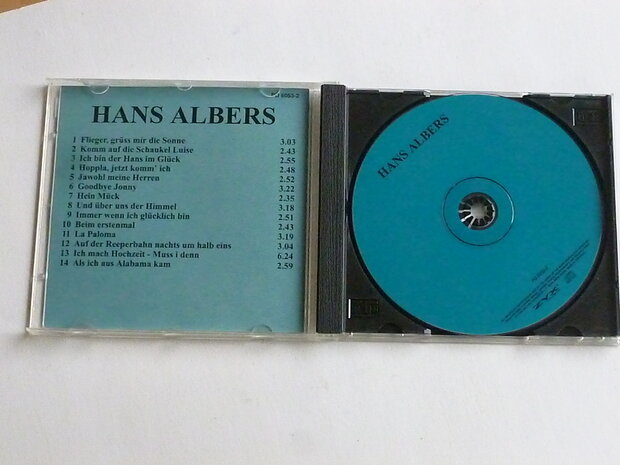 HANS ALBERS
1 Flieger, grüss mir die Sonne 3.03
2 Komm auf die Schaukel Luise 2.43
3 Ich bin der Hans im Glück 2.55
4 Hoppla, jetzt komm' ich 2.48
5 Jawohl meine Herren 2.52
6 Goodbye Jonny 3.22
7 Hein Mück 2.35
8 Und über uns der Himmel 3.18
9 Immer wenn ich glücklich bin 2.51
10 Beim erstenmal 2.43
11 La Paloma 3.19
12 Auf der Reeperbahn nachts um halb eins 3.04
13 Ich mach Hochzeit - Muss i denn 6.24
14 Als ich aus Alabama kam 2.59
HANS ALBERS